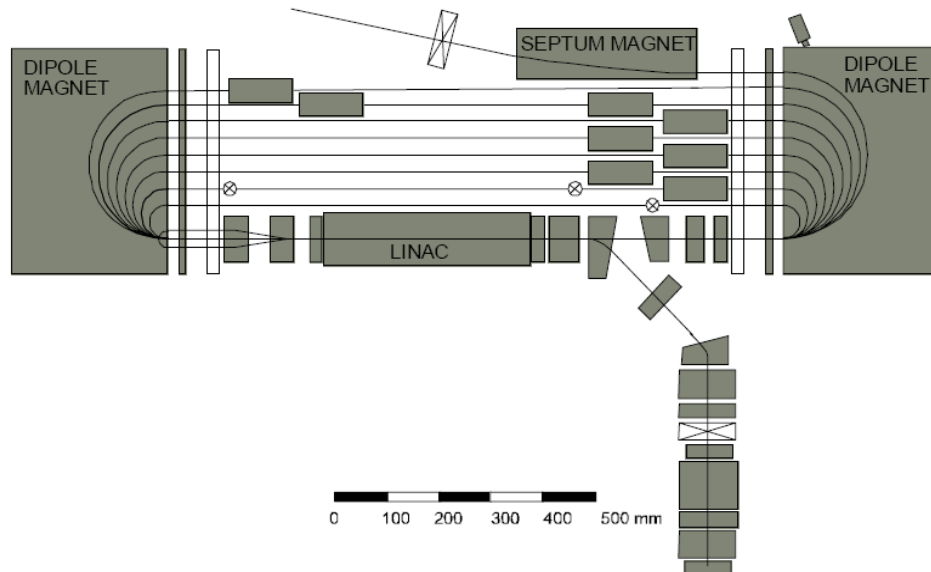 SEPTUM MAGNET
DIPOLE
MAGNET
DIPOLE
MAGNET
LINAC
0 100 200 300 400 500 mm